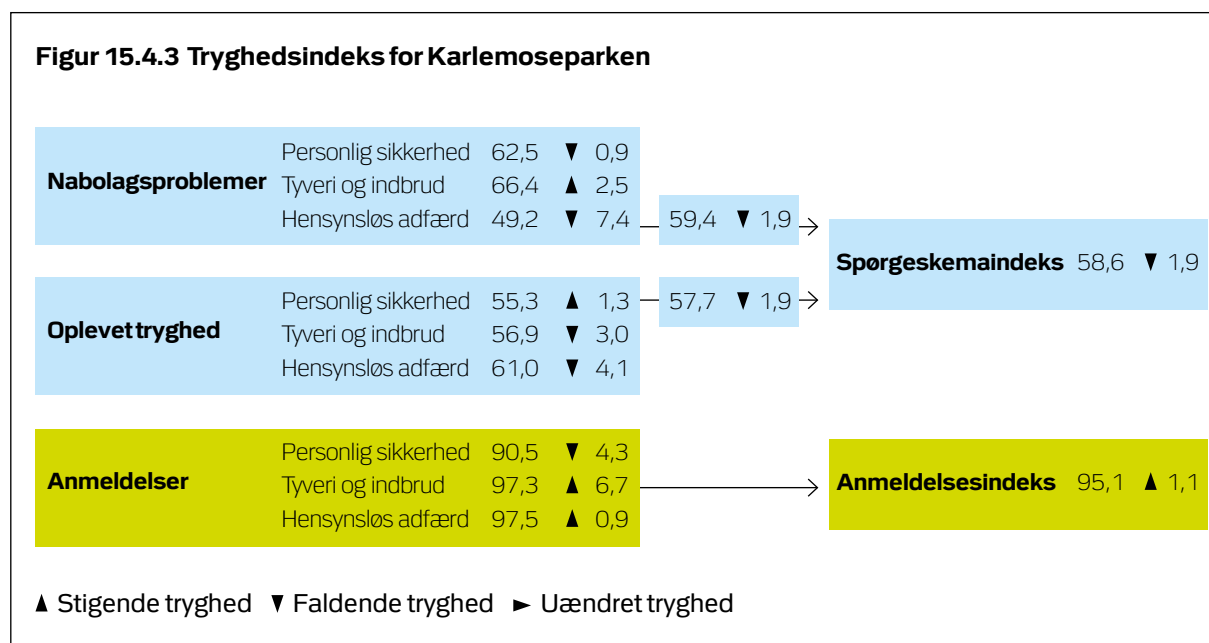 Figur 15.4.3 Tryghedsindeks for Karlemoseparken
Nabolagsproblemer
Personlig sikkerhed 62,5 ▼ 0,9
Tyveri og indbrud 66,4 ▲ 2,5
Hensynsløs adfærd 49,2 ▼ 7,4
59,4 ▼ 1,9
Oplevet tryghed
Personlig sikkerhed 55,3 ▲ 1,3
Tyveri og indbrud 56,9 ▼ 3,0
Hensynsløs adfærd 61,0 ▼ 4,1
57,7 ▼ 1,9
Spørgeskemaindeks 58,6 ▼ 1,9
Anmeldelser
Personlig sikkerhed 90,5 ▼ 4,3
Tyveri og indbrud 97,3 ▲ 6,7
Hensynsløs adfærd 97,5 ▲ 0,9
Anmeldelsesindeks 95,1 ▲ 1,1
▲ Stigende tryghed ▼ Faldende tryghed ► Uændret tryghed